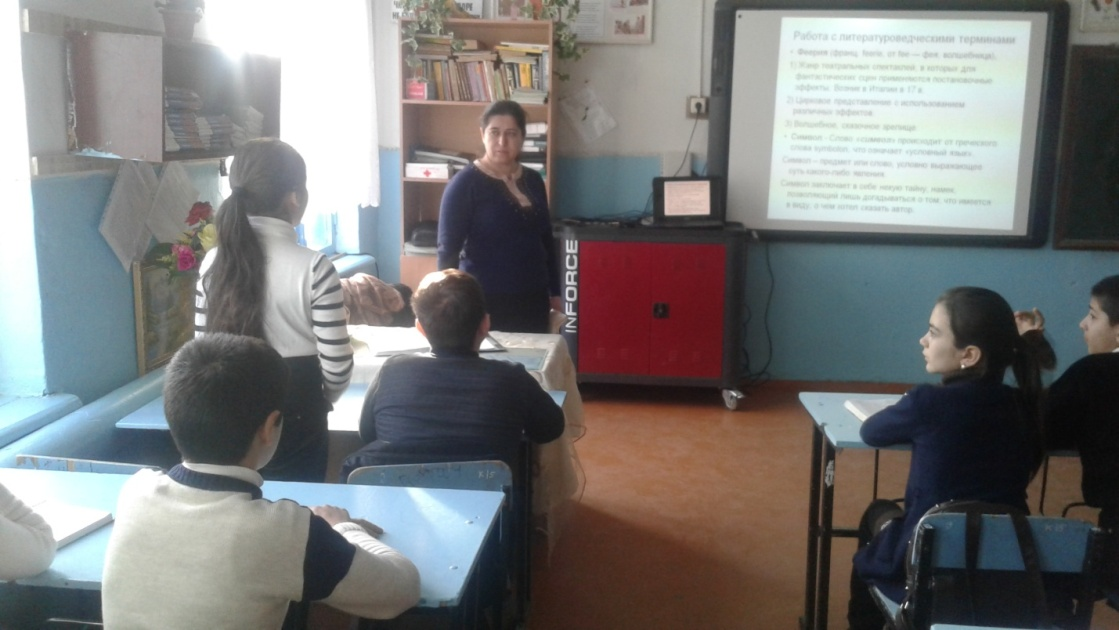 Работа с литературоведческими терминами
• Феерия (франц. feerie, от fee — фея, волшебница).
1) Жанр театральных спектаклей, в которых для
фантастических сцен применяются постановочные
эффекты. Возник в Италии в 17 в.
2) Цирковое представление с использованием
различных эффектов.
3) Волшебное, сказочное зрелище.
• Символ - Слово «символ» происходит от греческого
слова symbolon, что означает «условный язык».
Символ – предмет или слово, условно выражающее
суть какого-либо явления.
Символ заключает в себе некую тайну, намек,
позволяющий лишь догадываться о том, что имеется
в виду, о чем хотел сказать автор.
inFORCE